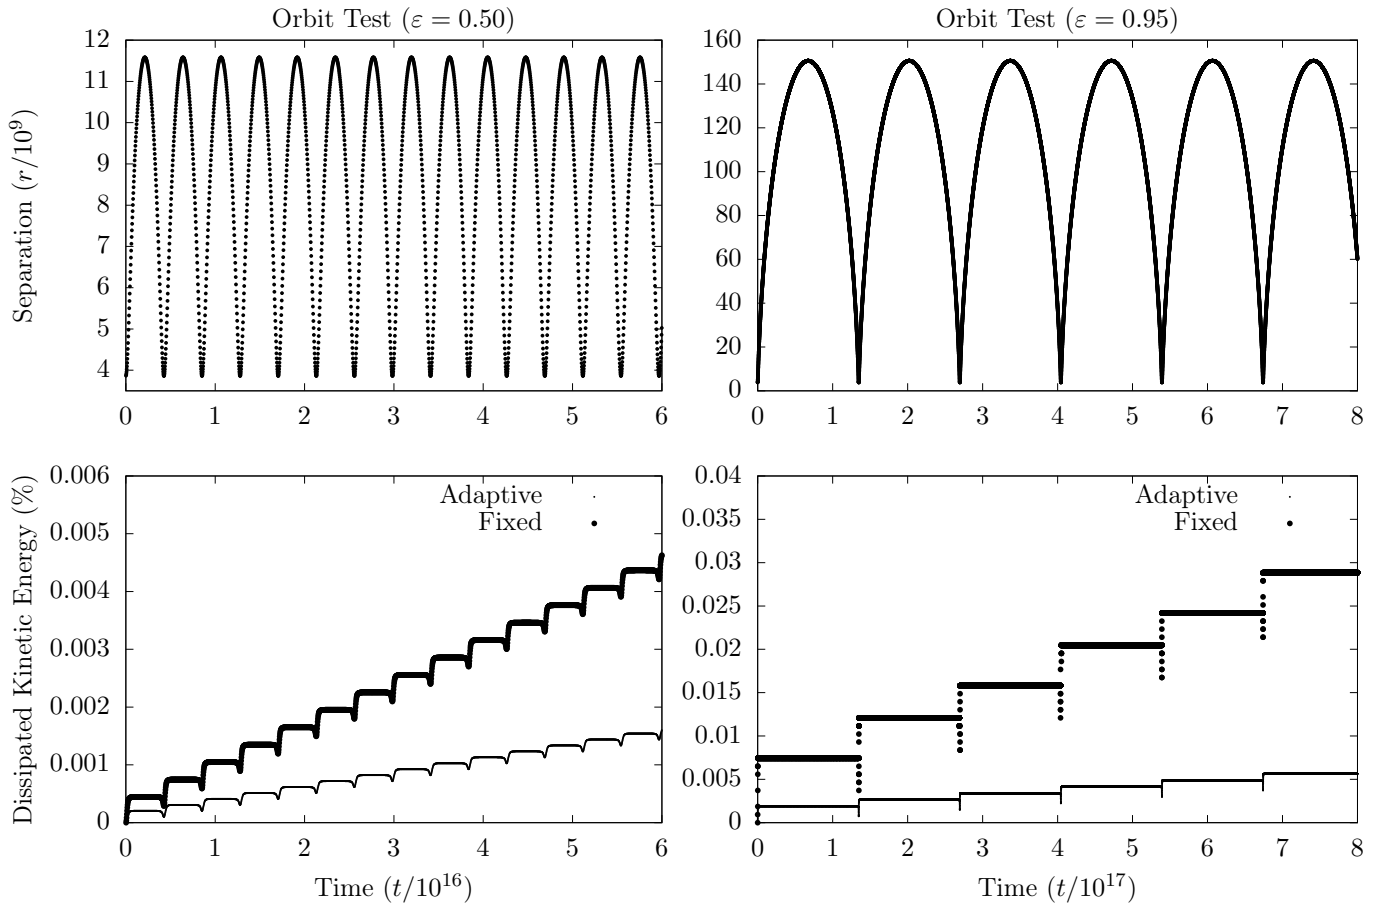 Orbit Test (ε = 0.50)
12
11
10
9
8
7
6
5
4
Separation (r/10⁹)
0 1 2 3 4 5 6
Orbit Test (ε = 0.95)
160
140
120
100
80
60
40
20
0
0 1 2 3 4 5 6 7 8
0.006
0.005
0.004
0.003
0.002
0.001
0
Dissipated Kinetic Energy (%)
Adaptive
Fixed
0 1 2 3 4 5 6
Time (t/10¹⁶)
0.04
0.035
0.03
0.025
0.02
0.015
0.01
0.005
0
Adaptive
Fixed
0 1 2 3 4 5 6 7 8
Time (t/10¹⁷)